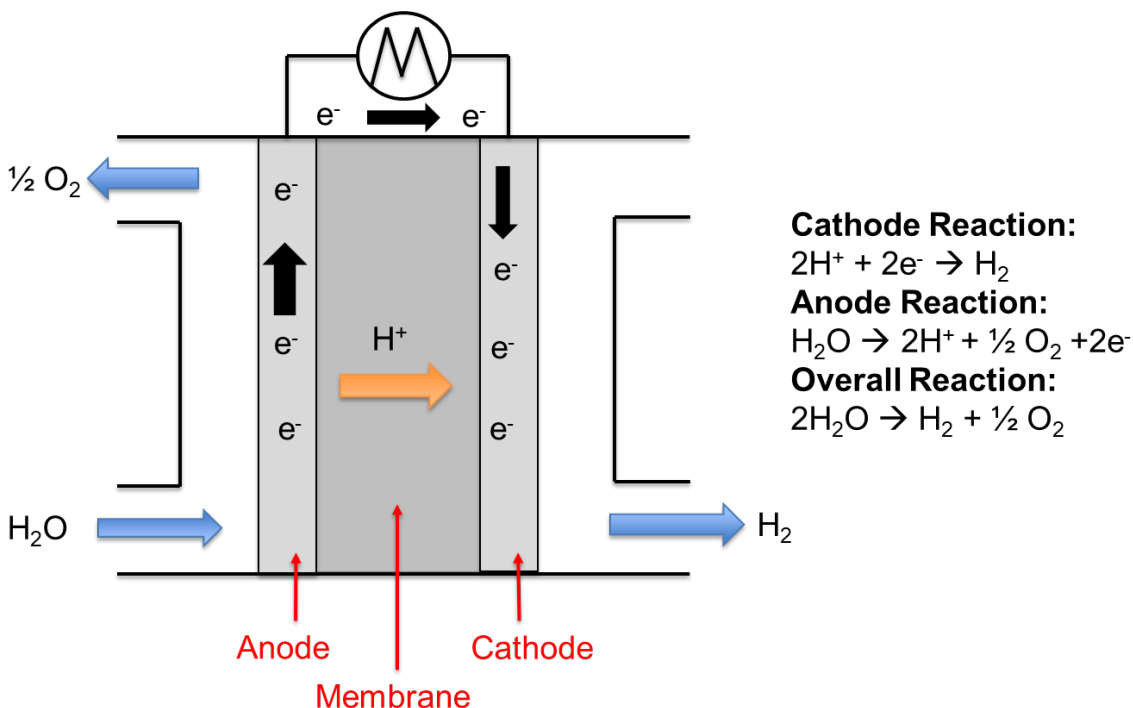 e⁻ e⁻
½ O₂
e⁻
e⁻
e⁻
H⁺
e⁻
e⁻
e⁻
H₂O
H₂
Anode
Cathode
Membrane
Cathode Reaction:
2H⁺ + 2e⁻ → H₂
Anode Reaction:
H₂O → 2H⁺ + ½ O₂ +2e⁻
Overall Reaction:
2H₂O → H₂ + ½ O₂